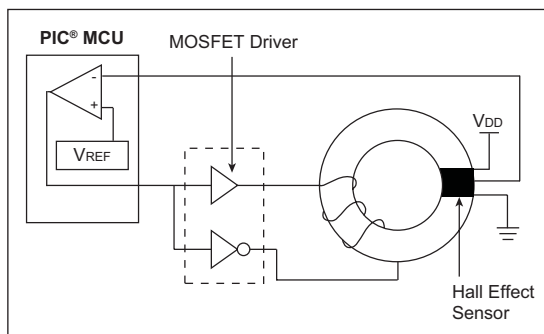 PIC® MCU
MOSFET Driver
-
+
VREF
VDD
Hall Effect
Sensor